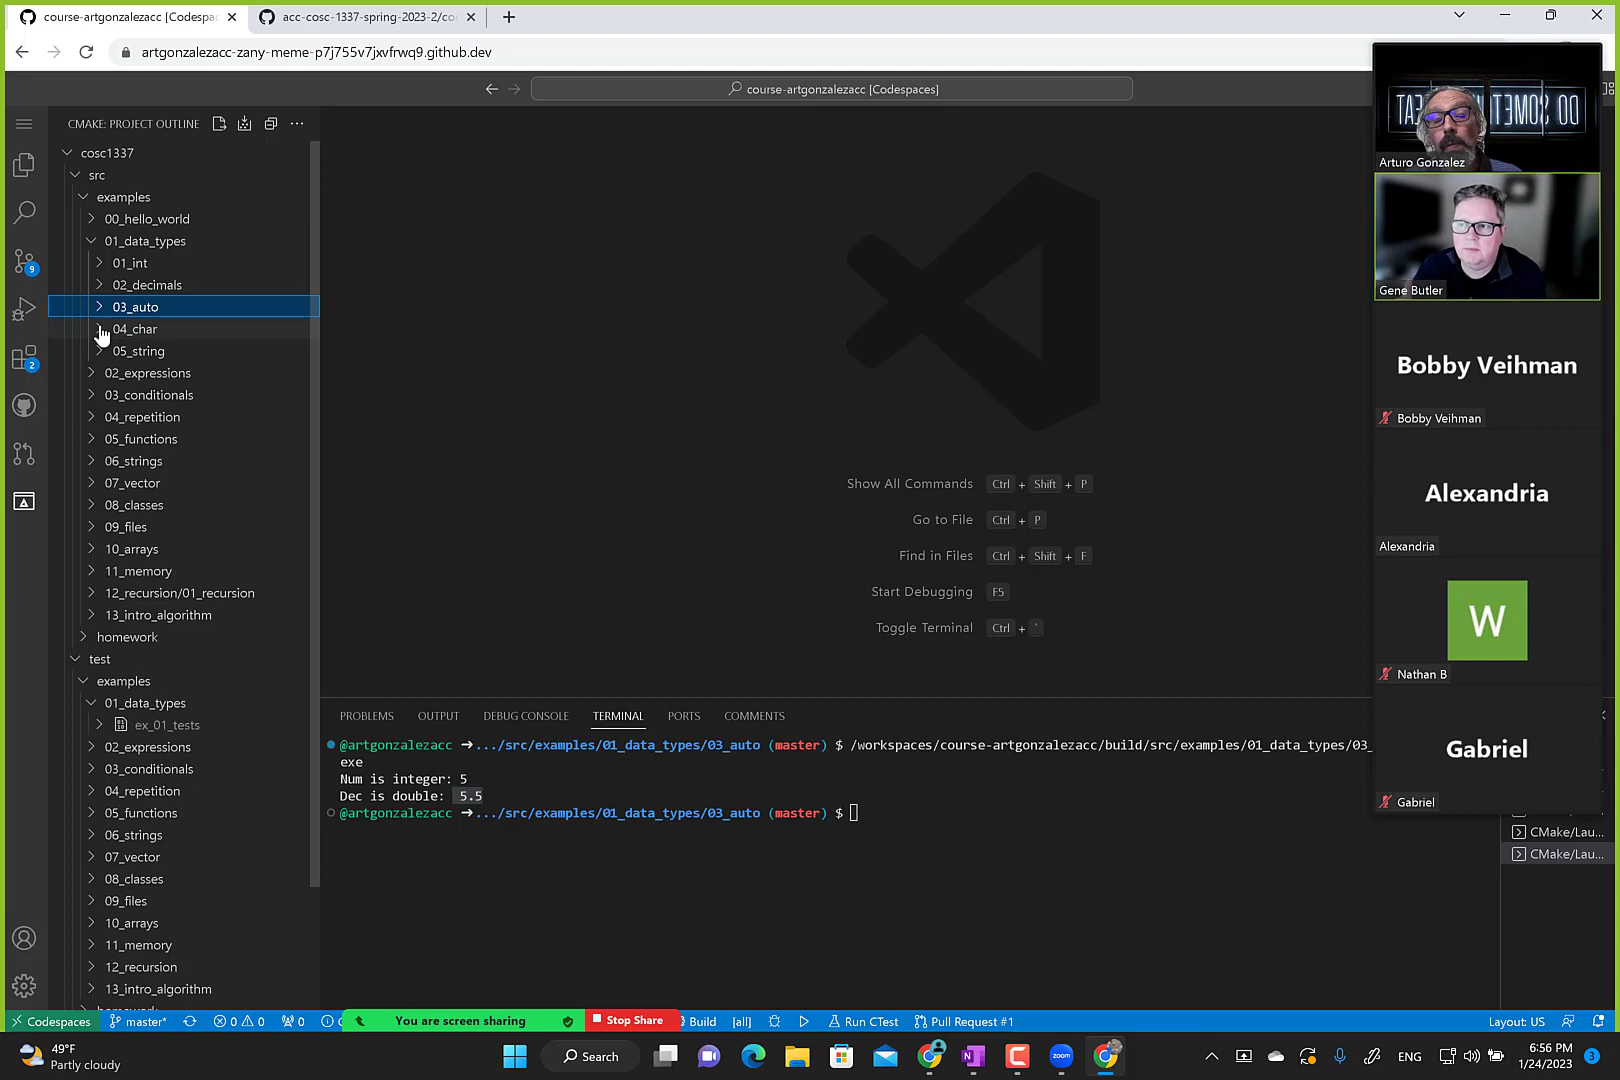 course-artgonzalezacc [Codespac
acc-cosc-1337-spring-2023-2/co
artgonzalezacc-zany-meme-p7j755v7jxvfrwq9.github.dev
course-artgonzalezacc [Codespaces]
CMAKE: PROJECT OUTLINE
cosc1337
src
examples
00_hello_world
01_data_types
01_int
02_decimals
03_auto
04_char
05_string
02_expressions
03_conditionals
04_repetition
05_functions
06_strings
07_vector
08_classes
09_files
10_arrays
11_memory
12_recursion/01_recursion
13_intro_algorithm
homework
test
examples
01_data_types
ex_01_tests
02_expressions
03_conditionals
04_repetition
05_functions
06_strings
07_vector
08_classes
09_files
10_arrays
11_memory
12_recursion
13_intro_algorithm
9
2
Show All Commands Ctrl + Shift + P
Go to File Ctrl + P
Find in Files Ctrl + Shift + F
Start Debugging F5
Toggle Terminal Ctrl + `
PROBLEMS OUTPUT DEBUG CONSOLE TERMINAL PORTS COMMENTS
@artgonzalezacc ➜.../src/examples/01_data_types/03_auto (master) $ /workspaces/course-artgonzalezacc/build/src/examples/01_data_types/03_
exe
Num is integer: 5
Dec is double: 5.5
@artgonzalezacc ➜.../src/examples/01_data_types/03_auto (master) $
CMake/Lau...
CMake/Lau...
DO SOMET
Arturo Gonzalez
Gene Butler
Bobby Veihman
Bobby Veihman
Alexandria
Alexandria
W
Nathan B
Gabriel
Gabriel
Codespaces master* 0 0 0 You are screen sharing Stop Share Build [all] Run CTest Pull Request #1 Layout: US
49°F
Partly cloudy
Search
zoom
ENG
6:56 PM
1/24/2023
3